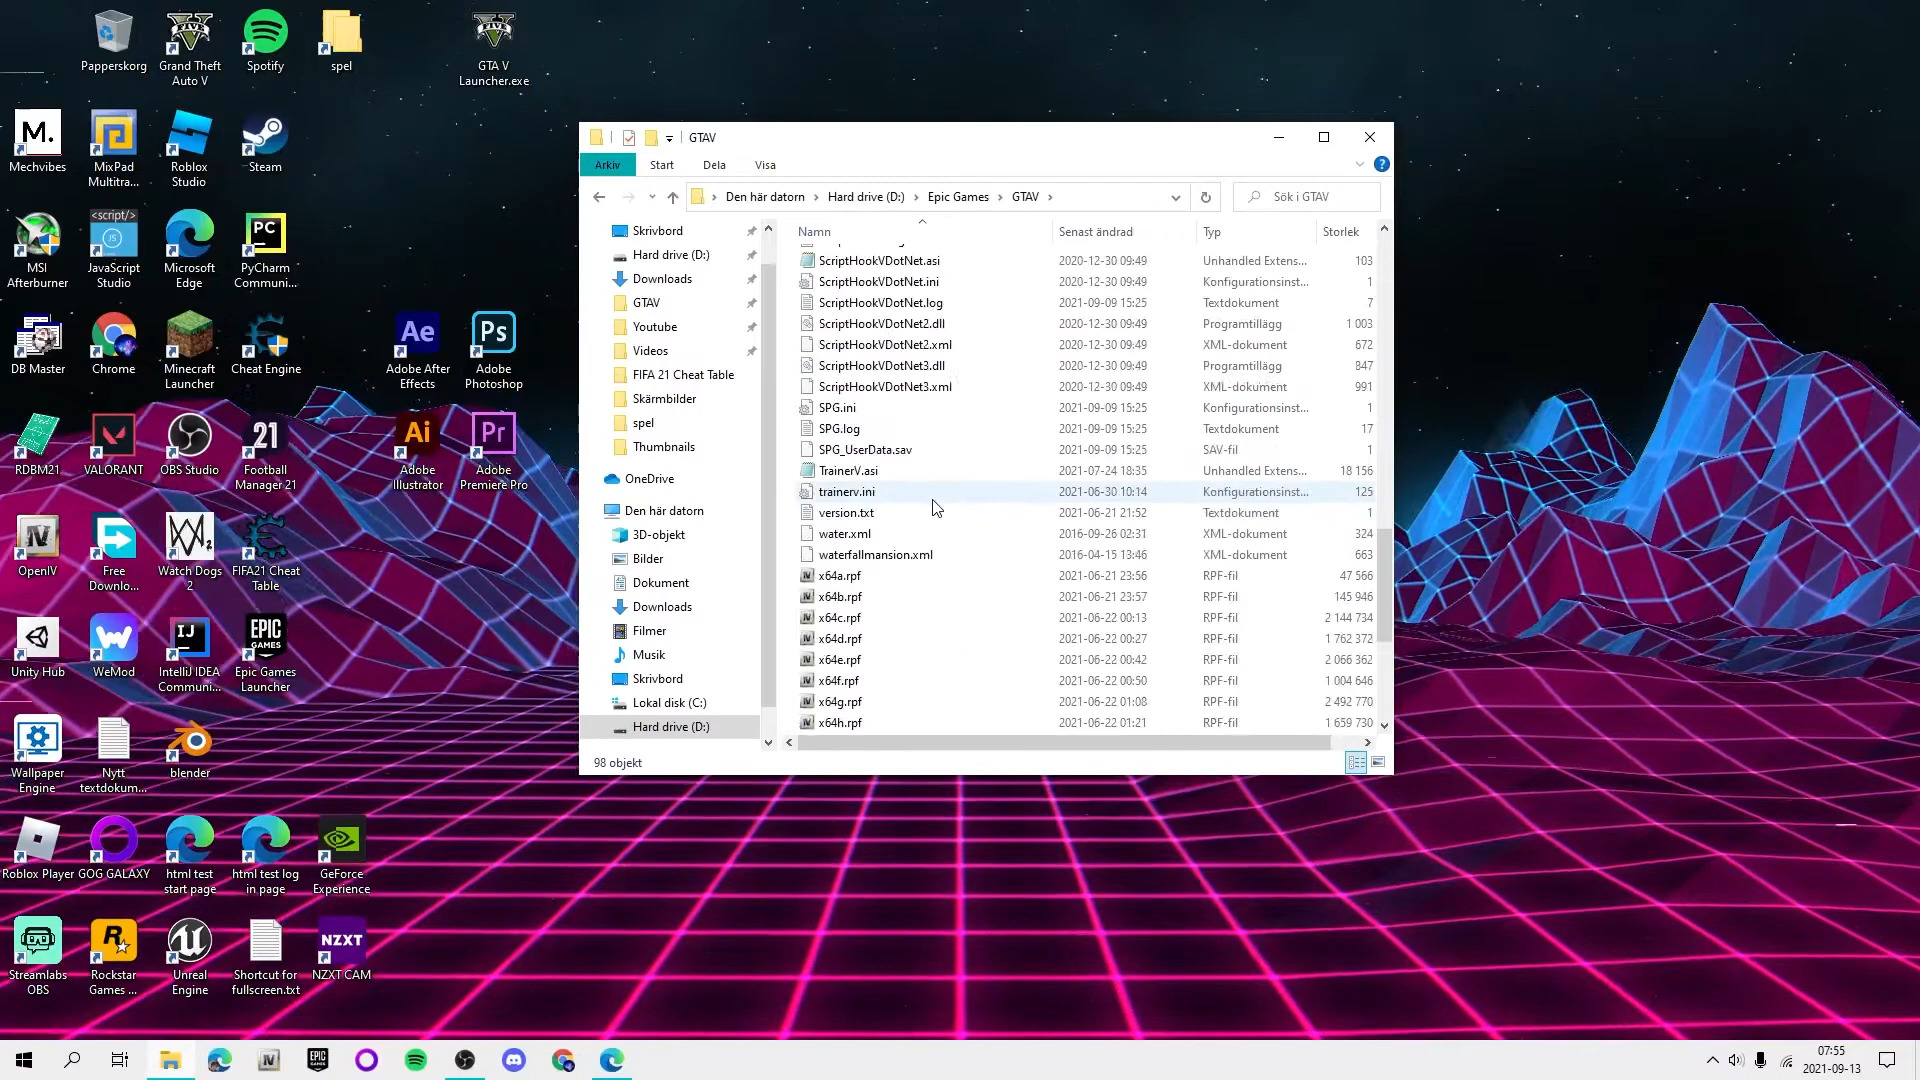 Papperskorg
Grand Theft
Auto V
Spotify
spel
GTA V
Launcher.exe
M.
Mechvibes
MixPad
Multitra...
Roblox
Studio
Steam
MSI
Afterburner
<script/>
JS
JavaScript
Studio
Microsoft
Edge
PC
PyCharm
Communi...
DB Master
Chrome
Minecraft
Launcher
Cheat Engine
Ae
Adobe After
Effects
Ps
Adobe
Photoshop
RDBM21
VALORANT
OBS Studio
21
Football
Manager 21
Ai
Adobe
Illustrator
Pr
Adobe
Premiere Pro
IV
OpenIV
Free
Downlo...
Watch Dogs
2
FIFA21 Cheat
Table
Unity Hub
WeMod
IJ
IntelliJ IDEA
Communi...
EPIC
GAMES
Epic Games
Launcher
Wallpaper
Engine
Nytt
textdokum...
blender
Roblox Player
GOG GALAXY
html test
start page
html test log
in page
GeForce
Experience
Streamlabs
OBS
Rockstar
Games ...
Unreal
Engine
Shortcut for
fullscreen.txt
NZXT
NZXT CAM
GTAV
Arkiv Start Dela Visa
Den här datorn Hard drive (D:) Epic Games GTAV
Sök i GTAV
Skrivbord
Hard drive (D:)
Downloads
GTAV
Youtube
Videos
FIFA 21 Cheat Table
Skärmbilder
spel
Thumbnails
OneDrive
Den här datorn
3D-objekt
Bilder
Dokument
Downloads
Filmer
Musik
Skrivbord
Lokal disk (C:)
Hard drive (D:)
Namn Senast ändrad Typ Storlek
ScriptHookVDotNet.asi 2020-12-30 09:49 Unhandled Extens... 103
ScriptHookVDotNet.ini 2020-12-30 09:49 Konfigurationsinst... 1
ScriptHookVDotNet.log 2021-09-09 15:25 Textdokument 7
ScriptHookVDotNet2.dll 2020-12-30 09:49 Programtillägg 1 003
ScriptHookVDotNet2.xml 2020-12-30 09:49 XML-dokument 672
ScriptHookVDotNet3.dll 2020-12-30 09:49 Programtillägg 847
ScriptHookVDotNet3.xml 2020-12-30 09:49 XML-dokument 991
SPG.ini 2021-09-09 15:25 Konfigurationsinst... 1
SPG.log 2021-09-09 15:25 Textdokument 17
SPG_UserData.sav 2021-09-09 15:25 SAV-fil 1
TrainerV.asi 2021-07-24 18:35 Unhandled Extens... 18 156
trainerv.ini 2021-06-30 10:14 Konfigurationsinst... 125
version.txt 2021-06-21 21:52 Textdokument 1
water.xml 2016-09-26 02:31 XML-dokument 324
waterfallmansion.xml 2016-04-15 13:46 XML-dokument 663
x64a.rpf 2021-06-21 23:56 RPF-fil 47 566
x64b.rpf 2021-06-21 23:57 RPF-fil 145 946
x64c.rpf 2021-06-22 00:13 RPF-fil 2 144 734
x64d.rpf 2021-06-22 00:27 RPF-fil 1 762 372
x64e.rpf 2021-06-22 00:42 RPF-fil 2 066 362
x64f.rpf 2021-06-22 00:50 RPF-fil 1 004 646
x64g.rpf 2021-06-22 01:08 RPF-fil 2 492 770
x64h.rpf 2021-06-22 01:21 RPF-fil 1 659 730
98 objekt
07:55
2021-09-13